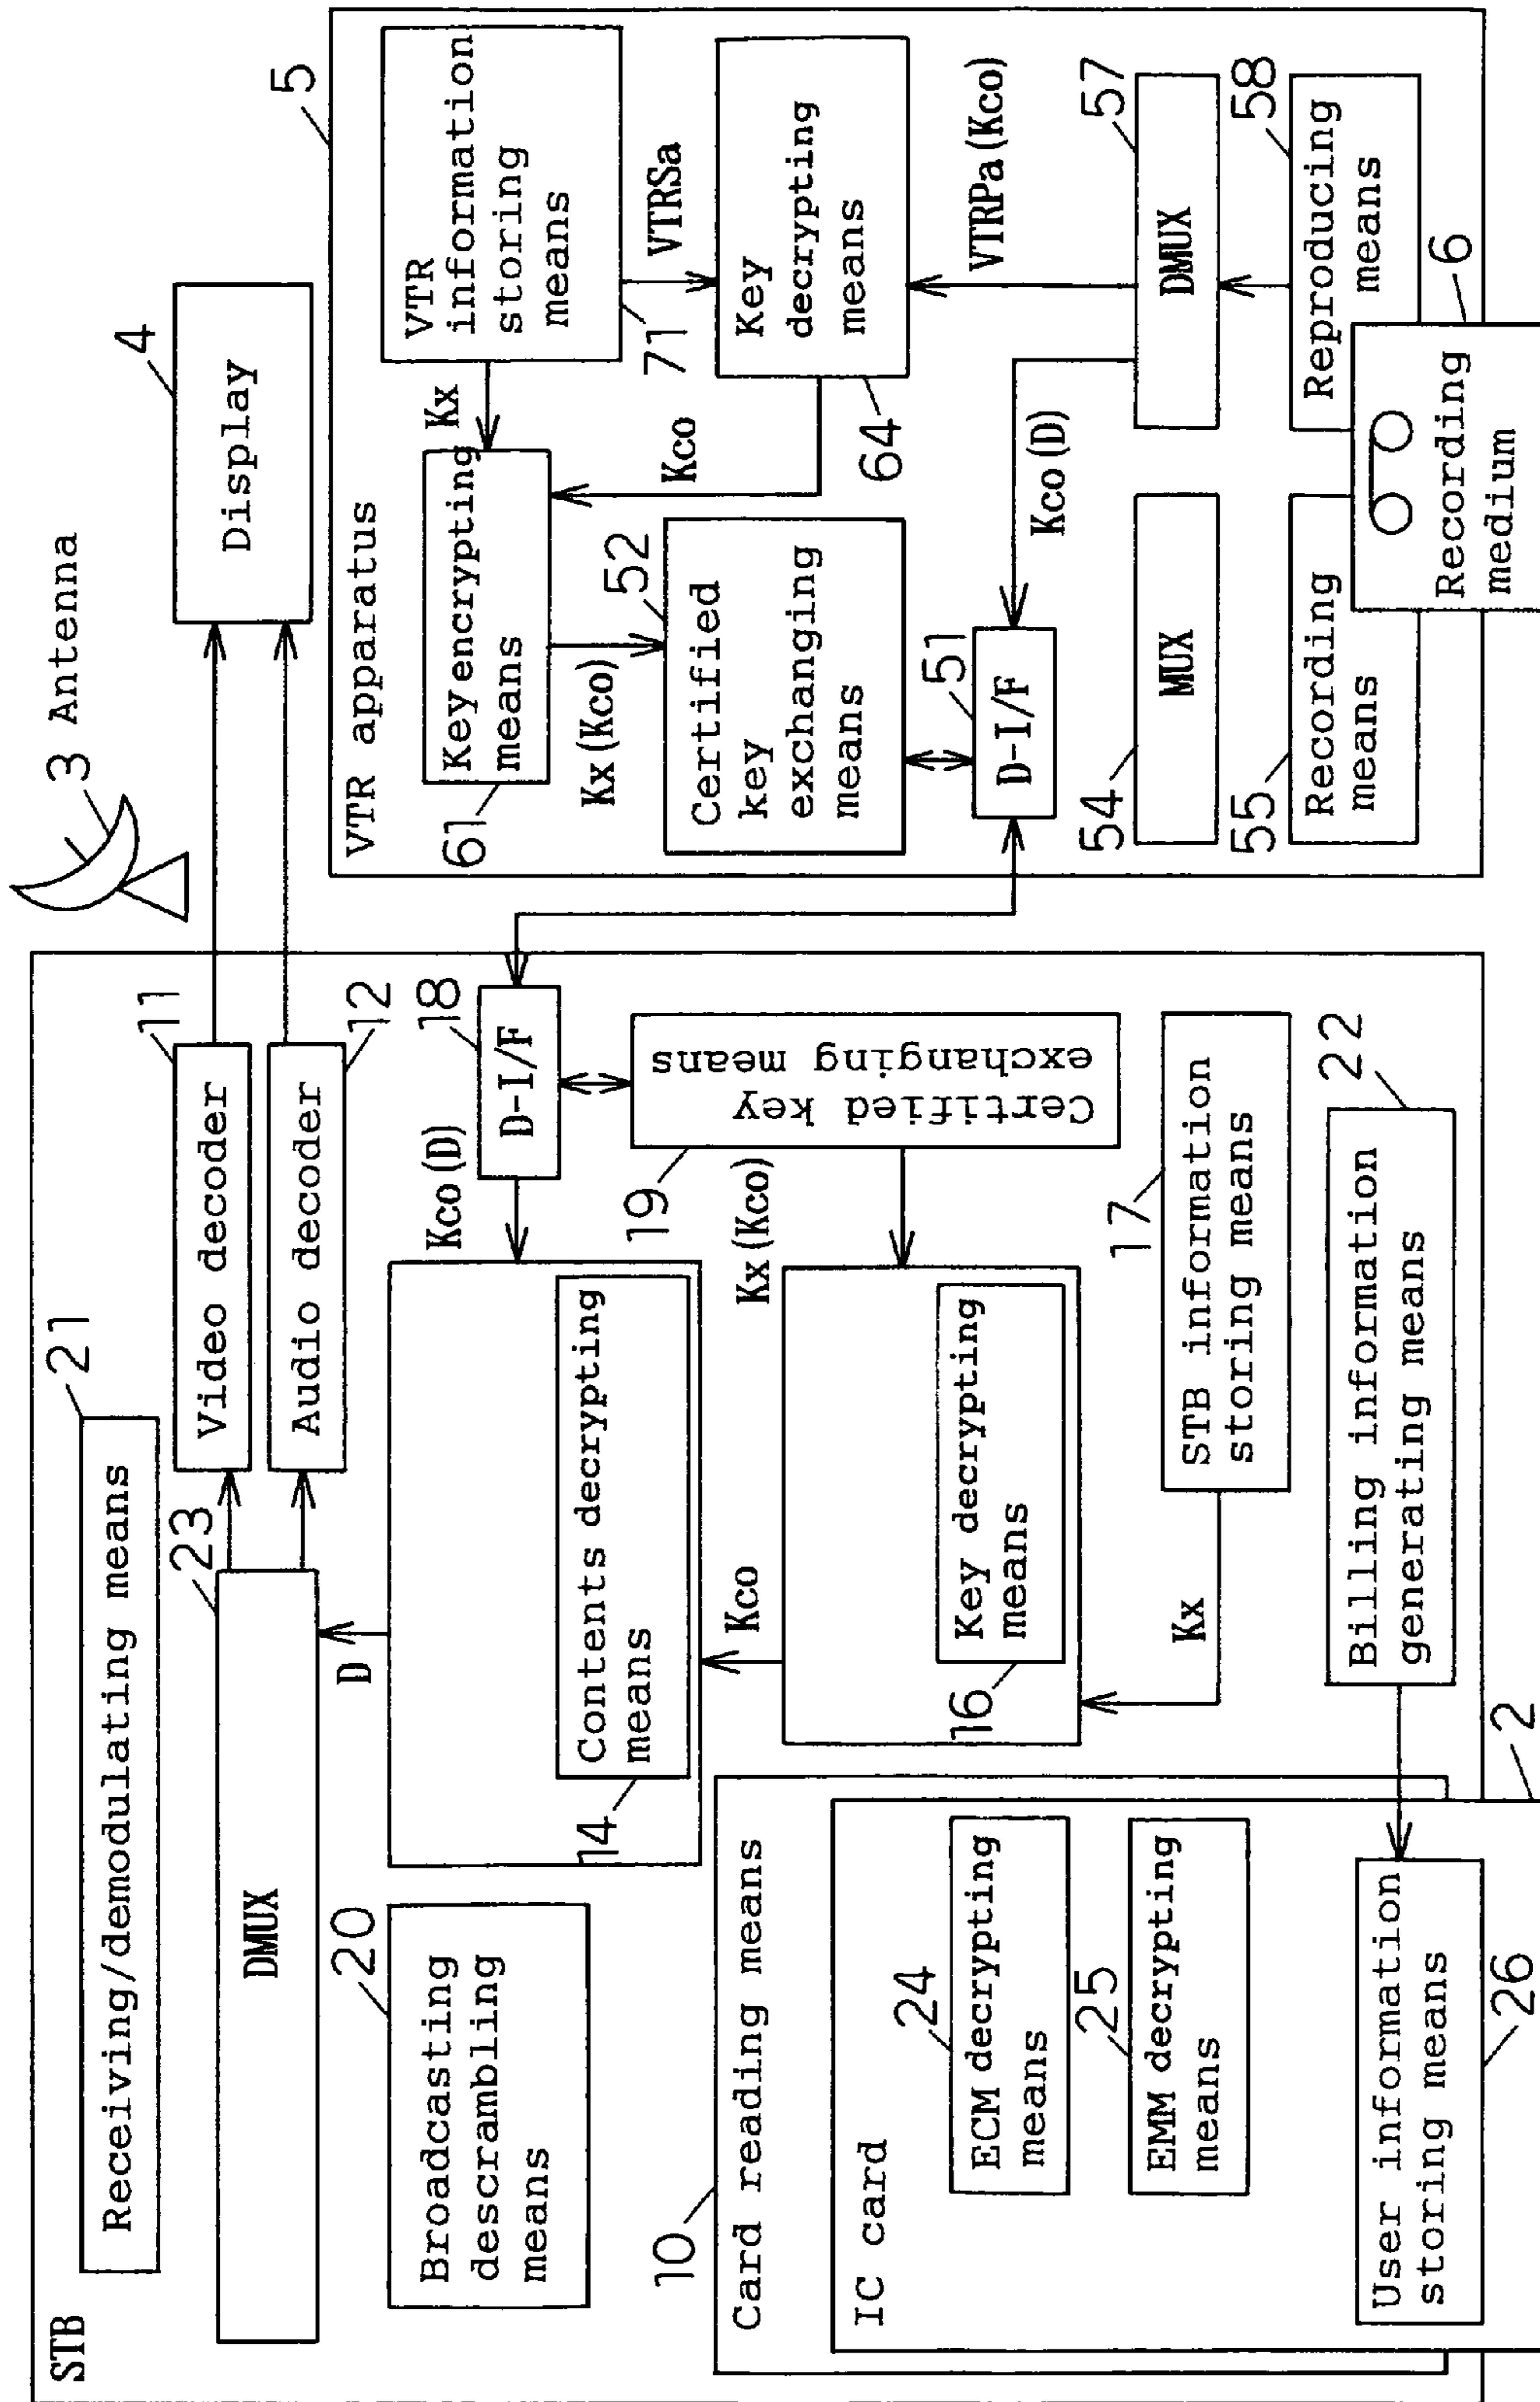 STB
Receiving/demodulating means
21
DMUX
23
Video decoder
11
Audio decoder
12
3 Antenna
4
Display
D
Broadcasting
descrambling
means
20
Contents decrypting
means
14
Kco(D)
18
D-I/F
Certified key
exchanging means
19
Kx(Kco)
Kco
Key decrypting
means
16
Kx
STB information
storing means
17
Billing information
generating means
22
10
Card reading means
IC card
ECM decrypting
means
24
EMM decrypting
means
25
User information
storing means
26
2
5
VTR apparatus
VTR
information
storing
means
71
VTRSa
Kx
Key encrypting
means
61
Kx(Kco)
Kco
Key
decrypting
means
64
VTRPa(Kco)
52
Certified
key
exchanging
means
51
D-I/F
Kco(D)
DMUX
57
MUX
54
Recording
means
55
Reproducing
means
58
Recording
medium
6